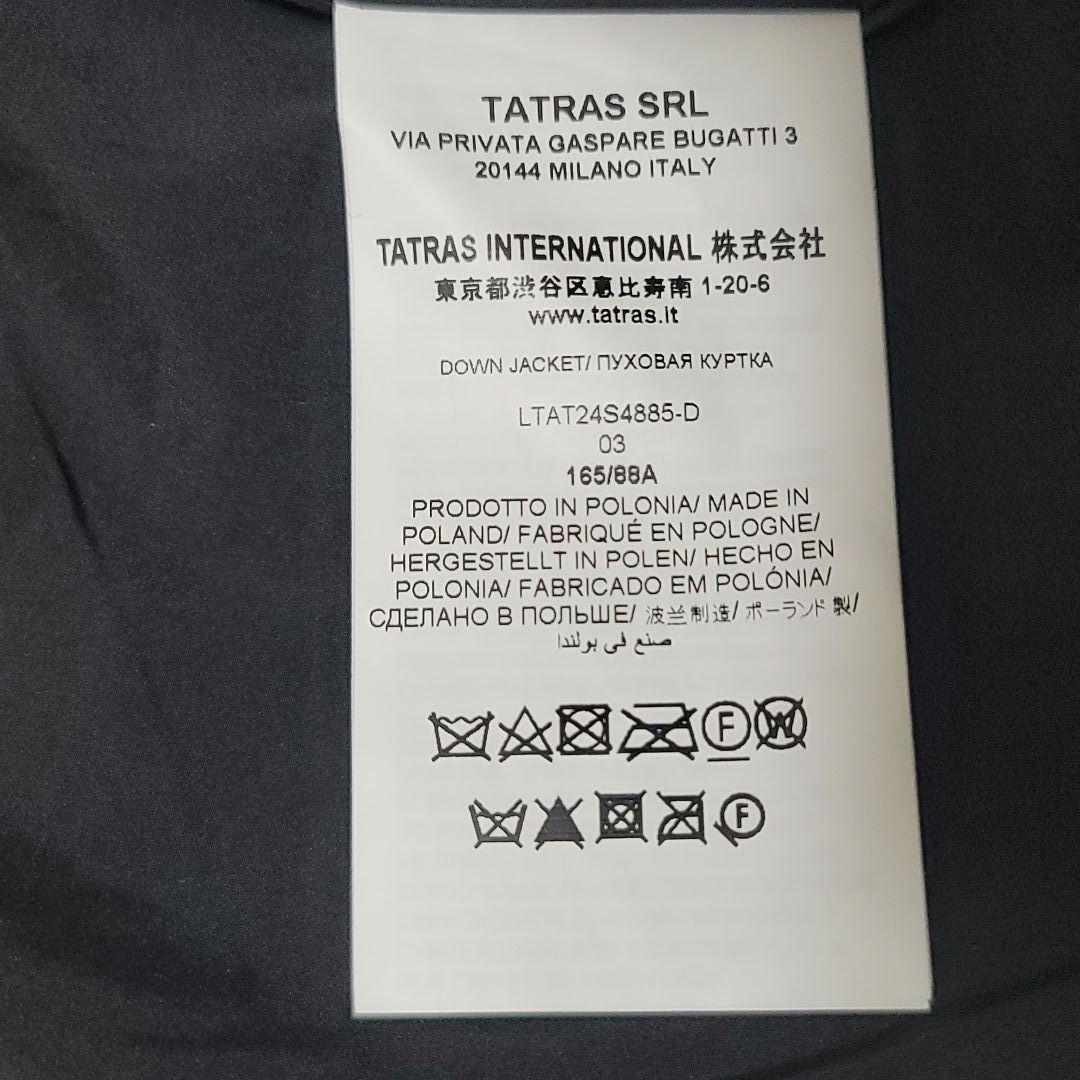 TATRAS SRL
VIA PRIVATA GASPARE BUGATTI 3
20144 MILANO ITALY
TATRAS INTERNATIONAL 株式会社
東京都渋谷区恵比寿南 1-20-6
www.tatras.it
DOWN JACKET/ ПУХОВАЯ КУРТКА
LTAT24S4885-D
03
165/88A
PRODOTTO IN POLONIA/ MADE IN
POLAND/ FABRIQUÉ EN POLOGNE/
HERGESTELLT IN POLEN/ HECHO EN
POLONIA/ FABRICADO EM POLÓNIA/
СДЕЛАНО В ПОЛЬШЕ/ 波兰制造/ ポーランド 製/
صنع في بولندا
F W
F